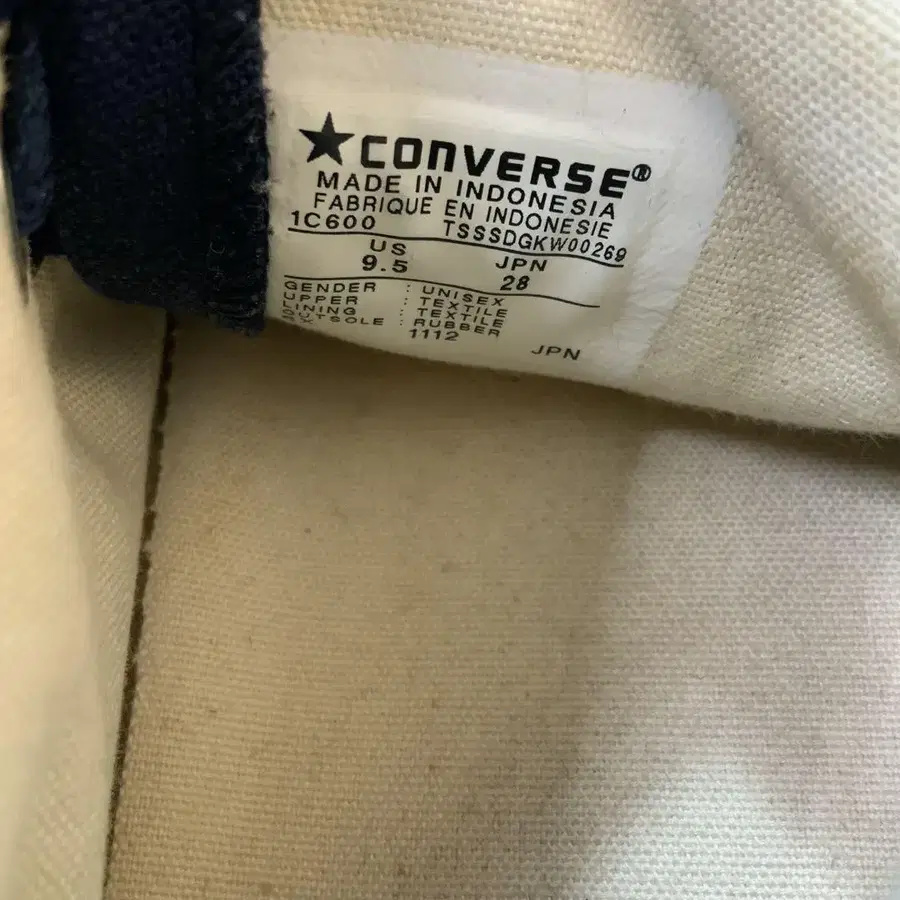 ★CONVERSE®
MADE IN INDONESIA
FABRIQUE EN INDONESIE
1C600 TSSSDGKW00269
US JPN
9.5 28
GENDER : UNISEX
UPPER : TEXTILE
LINING : TEXTILE
OUTSOLE : RUBBER
1112 JPN